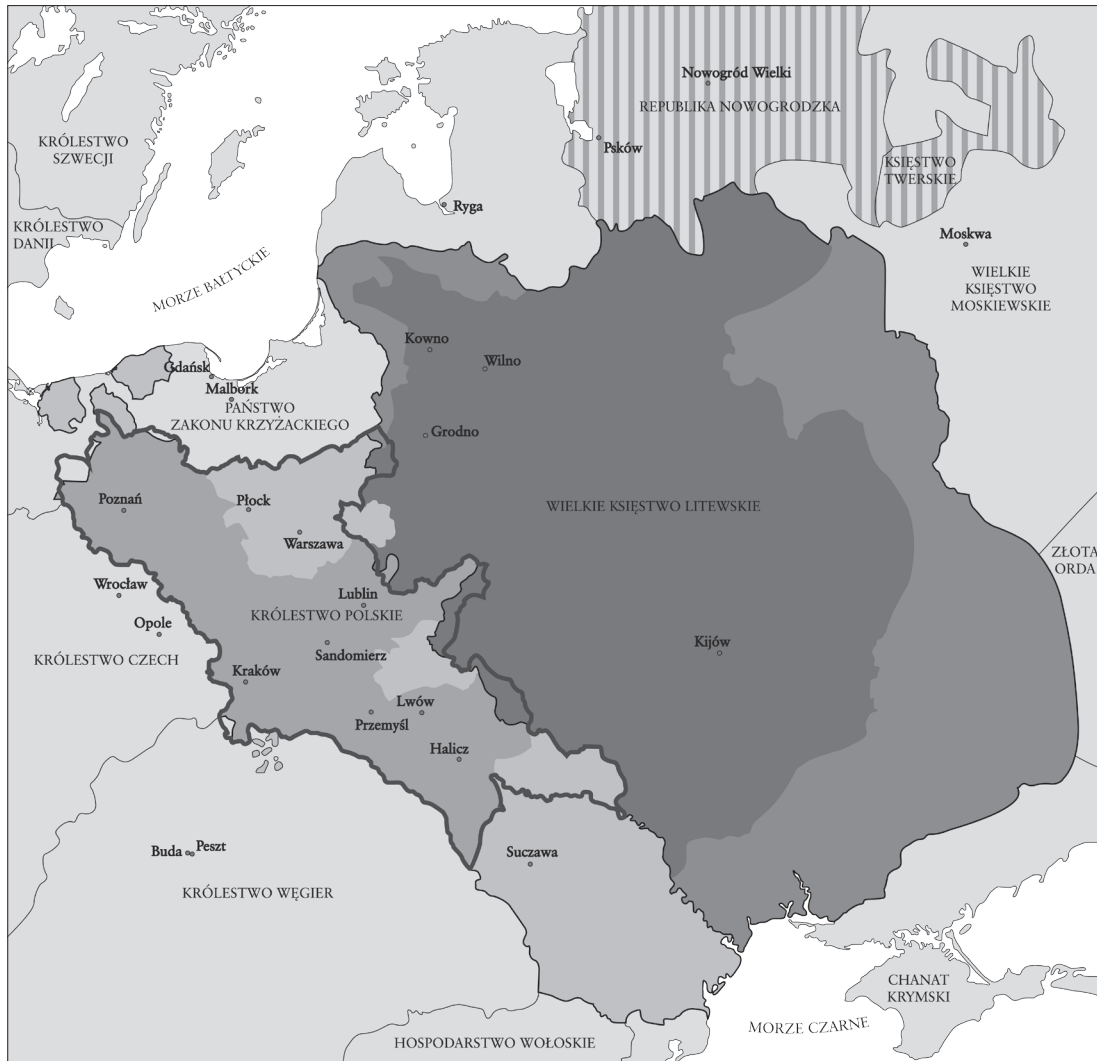 Nowogród Wielki
REPUBLIKA NOWOGRODZKA
KRÓLESTWO
SZWECJI
Psków
KSIĘSTWO
TWERSKIE
Ryga
KRÓLESTWO
DANII
Moskwa
WIELKIE
KSIĘSTWO
MOSKIEWSKIE
MORZE BAŁTYCKIE
Kowno
Wilno
Gdańsk
Malbork
PAŃSTWO
ZAKONU KRZYŻACKIEGO
Grodno
Poznań
Płock
WIELKIE KSIĘSTWO LITEWSKIE
Warszawa
ZŁOTA
ORDA
Wrocław
Lublin
KRÓLESTWO POLSKIE
Opole
Kijów
KRÓLESTWO CZECH
Sandomierz
Kraków
Lwów
Przemyśl
Halicz
Buda
Peszt
Suczawa
KRÓLESTWO WĘGIER
CHANAT
KRYMSKI
MORZE CZARNE
HOSPODARSTWO WOŁOSKIE